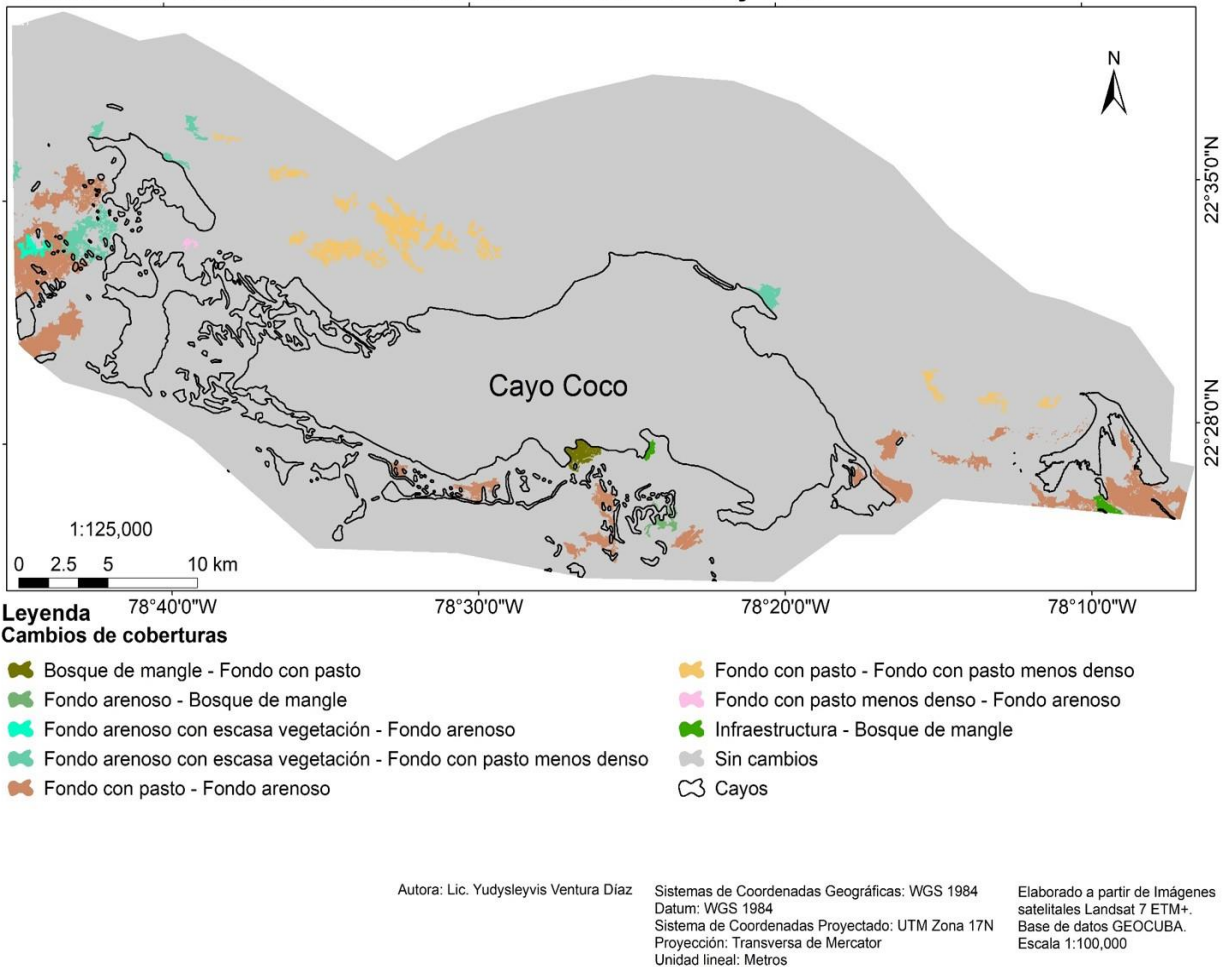 N
22°35'0"N
22°28'0"N
Cayo Coco
1:125,000
0 2.5 5 10 km
78°40'0"W 78°30'0"W 78°20'0"W 78°10'0"W
Leyenda
Cambios de coberturas
Bosque de mangle - Fondo con pasto
Fondo arenoso - Bosque de mangle
Fondo arenoso con escasa vegetación - Fondo arenoso
Fondo arenoso con escasa vegetación - Fondo con pasto menos denso
Fondo con pasto - Fondo arenoso
Fondo con pasto - Fondo con pasto menos denso
Fondo con pasto menos denso - Fondo arenoso
Infraestructura - Bosque de mangle
Sin cambios
Cayos
Autora: Lic. Yudysleyvis Ventura Díaz
Sistemas de Coordenadas Geográficas: WGS 1984
Datum: WGS 1984
Sistema de Coordenadas Proyectado: UTM Zona 17N
Proyección: Transversa de Mercator
Unidad lineal: Metros
Elaborado a partir de Imágenes
satelitales Landsat 7 ETM+.
Base de datos GEOCUBA.
Escala 1:100,000